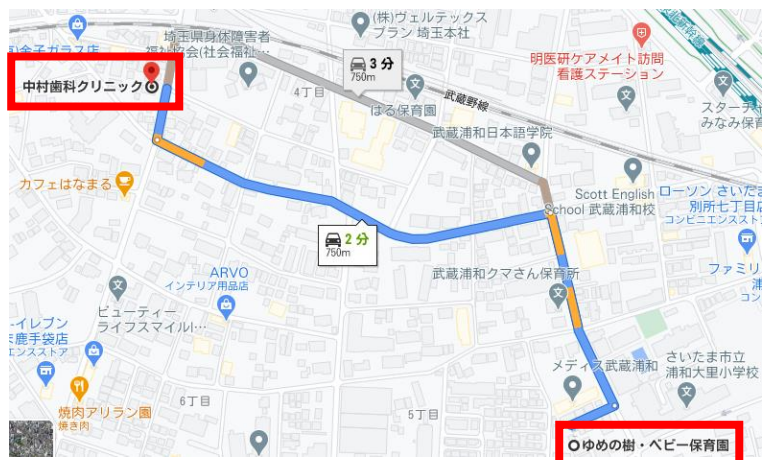 (株)ヴェルテックス
プラン 埼玉本社
埼玉県身体障害者
福祉協会(社会福祉…
金子ガラス店
中村歯科クリニック
3 分
750m
4丁目
はる保育園
武蔵野線
明医研ケアメイト訪問
看護ステーション
スターチャ
みなみ保育
武蔵浦和日本語学院
カフェはなまる
Scott English
School 武蔵浦和校
ローソン さいたま
別所七丁目店
コンビニエンスストア
2 分
750m
ARVO
インテリア用品店
武蔵浦和クマさん保育所
ファミリ
浦
コン
ビューティー
ライフスマイルI…
-イレブン
ま鹿手袋店
エンスストア
メディス武蔵浦和
さいたま市立
浦和大里小学校
焼肉アリラン園
焼き肉
6丁目
5丁目
ゆめの樹・ベビー保育園